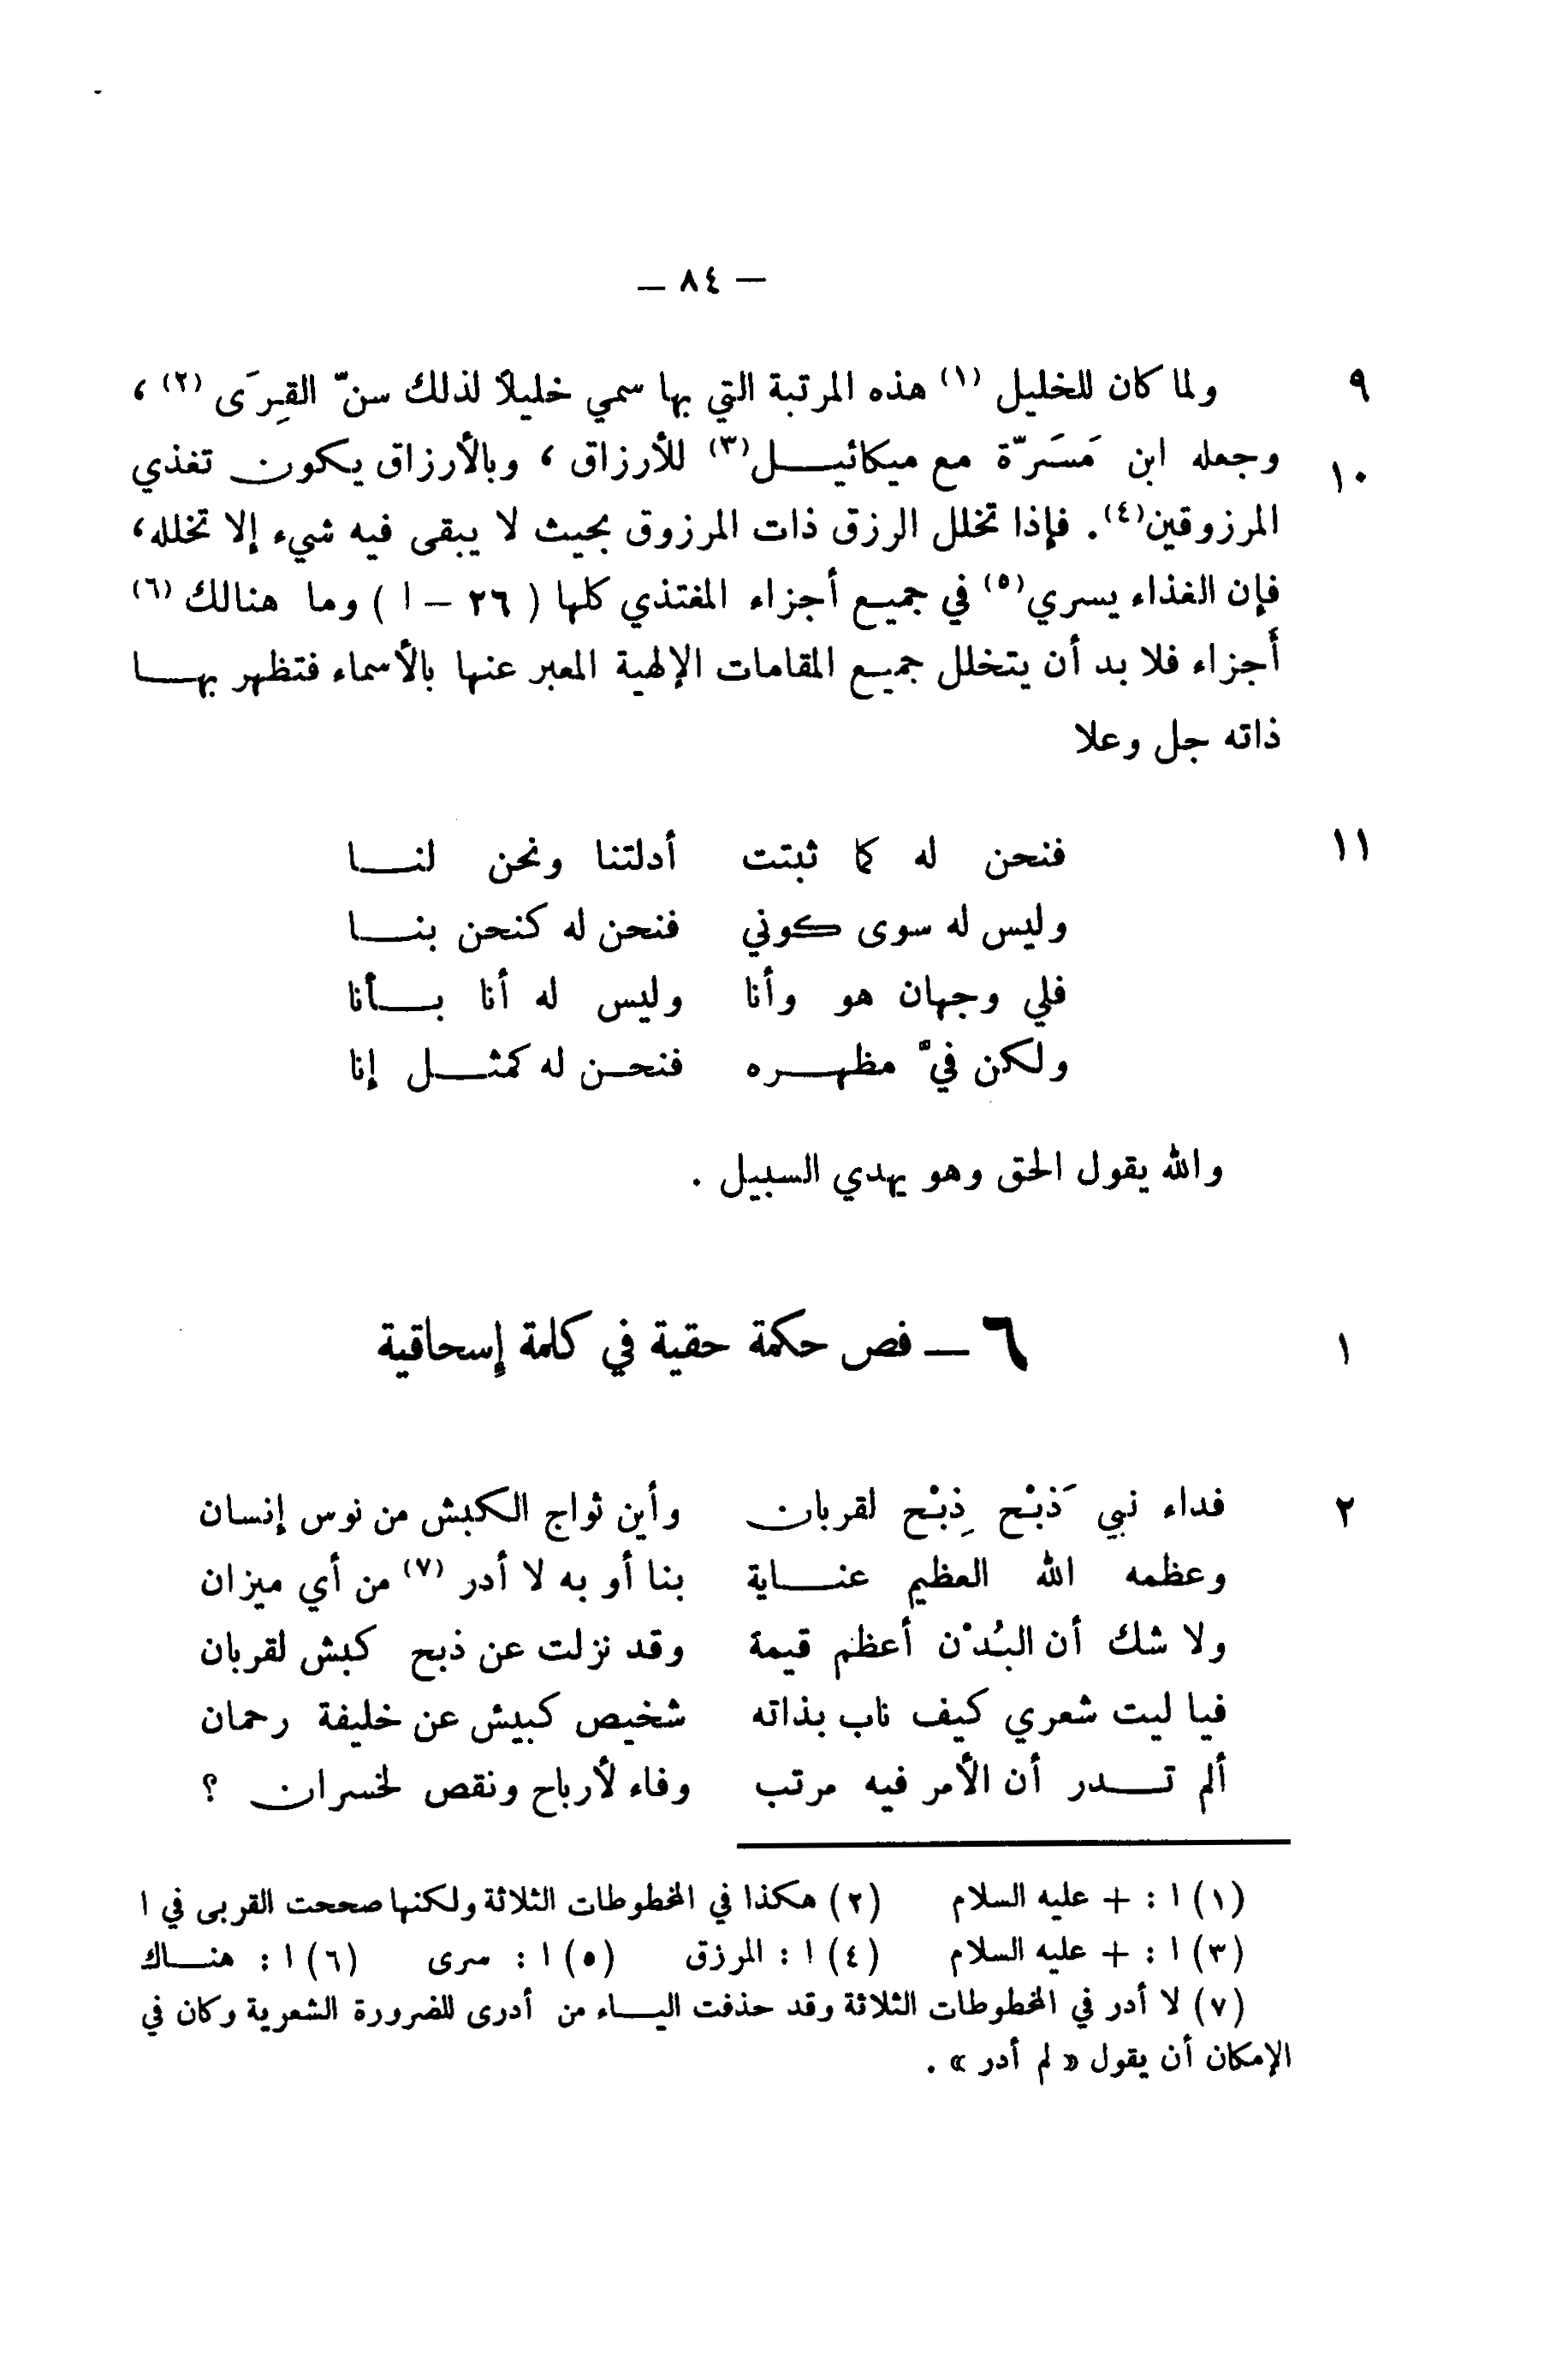 — ٨٤ —
٩ ولما كان للخليل (١) هذه المرتبة التي بها سمي خليلاً لذلك سنّ القِرَى (٢) ،
١٠ وجعله ابن مَسَرّة مع ميكائيل(٣) للأرزاق ، وبالأرزاق يكون تغذي
المرزوقين(٤). فإذا تخلل الرزق ذات المرزوق بحيث لا يبقى فيه شيء إلا تخلله،
فإن الغذاء يسري(٥) في جميع أجزاء المغتذي كلها ( ٢٦ – ا ) وما هنالك (٦)
أجزاء فلا بد أن يتخلل جميع المقامات الإلهية المعبر عنها بالأسماء فتظهر بها
ذاته جل وعلا
١١ فنحن له كما ثبتت أدلتنا ونحن لنا
وليس له سوى كوني فنحن له كنحن بنا
فلي وجهان هو وأنا وليس له أنا بأنا
ولكن فيّ مظهره فنحن له كمثل إنا
والله يقول الحق وهو يهدي السبيل .
١ ٦ — فص حكمة حقية في كلمة إسحاقية
٢ فداء نبي ذَبْح ذِبْح لقربان وأين ثواج الكبش من نوس إنسان
وعظمه الله العظيم عناية بنا أو به لا أدر (٧) من أي ميزان
ولا شك أن البُدْن أعظم قيمة وقد نزلت عن ذبح كبش لقربان
فيا ليت شعري كيف ناب بذاته شخيص كبيش عن خليفة رحمان
ألم تدر أن الأمر فيه مرتب وفاء لأرباح ونقص لخسران ؟
(١) ا : + عليه السلام (٢) هكذا في المخطوطات الثلاثة ولكنها صححت القربى في ا
(٣) ا : + عليه السلام (٤) ا : المرزق (٥) ا : سرى (٦) ا : هناك
(٧) لا أدر في المخطوطات الثلاثة وقد حذفت الياء من أدرى للضرورة الشعرية وكان في
الإمكان أن يقول « لم أدر » .